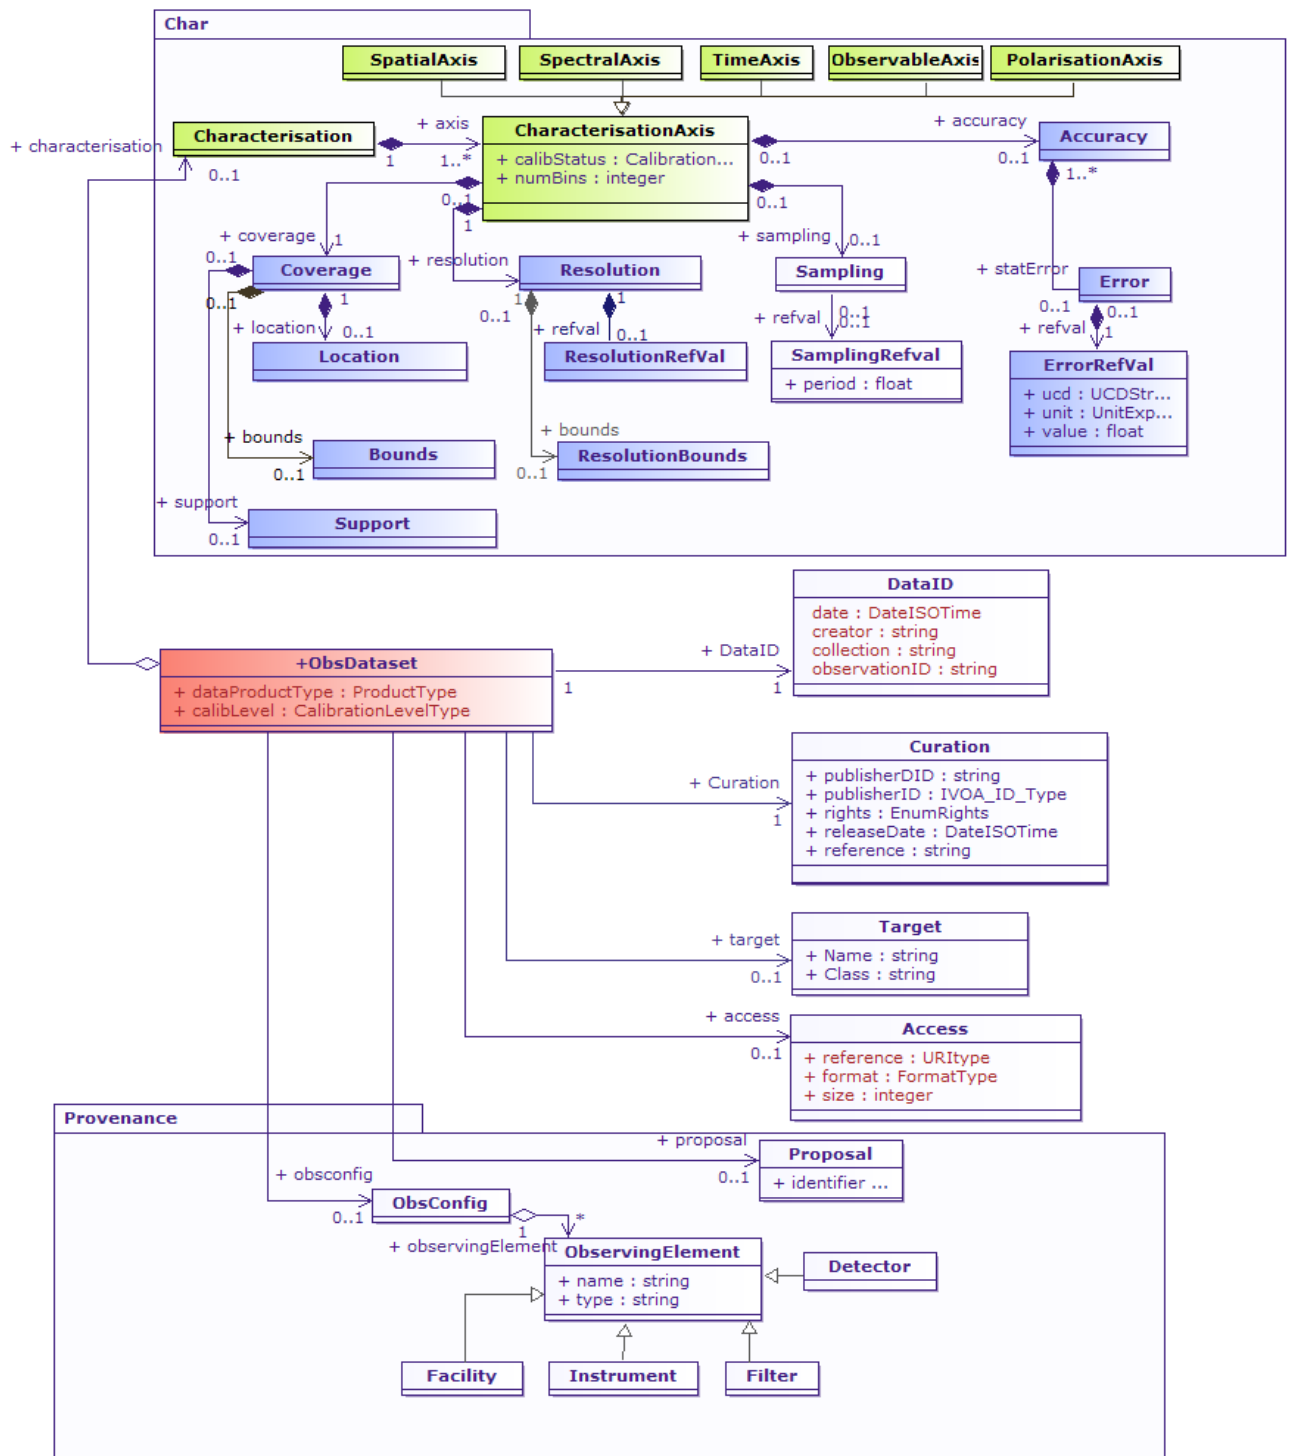 Char
SpatialAxis
SpectralAxis
TimeAxis
ObservableAxis
PolarisationAxis
+ characterisation
0..1
Characterisation
1
+ axis
1..*
CharacterisationAxis
+ calibStatus : Calibration...
+ numBins : integer
0..1
+ accuracy
0..1
Accuracy
1..*
0..1
1
0..1
+ coverage
1
+ resolution
+ sampling
0..1
+ statError
0..1
0..1
Coverage
1
0..1
Resolution
1
1
0..1
Sampling
Error
0..1
+ location
0..1
+ refval
0..1
+ refval
0..1
0..1
+ refval
1
Location
ResolutionRefVal
SamplingRefval
+ period : float
ErrorRefVal
+ ucd : UCDStr...
+ unit : UnitExp...
+ value : float
+ bounds
0..1
Bounds
+ bounds
0..1
ResolutionBounds
+ support
0..1
Support
+ObsDataset
+ dataProductType : ProductType
+ calibLevel : CalibrationLevelType
1
+ DataID
1
DataID
date : DateISOTime
creator : string
collection : string
observationID : string
+ Curation
1
Curation
+ publisherDID : string
+ publisherID : IVOA_ID_Type
+ rights : EnumRights
+ releaseDate : DateISOTime
+ reference : string
+ target
0..1
Target
+ Name : string
+ Class : string
+ access
0..1
Access
+ reference : URItype
+ format : FormatType
+ size : integer
Provenance
+ proposal
0..1
Proposal
+ identifier ...
+ obsconfig
0..1
ObsConfig
1
*
+ observingElement
ObservingElement
+ name : string
+ type : string
Detector
Facility
Instrument
Filter